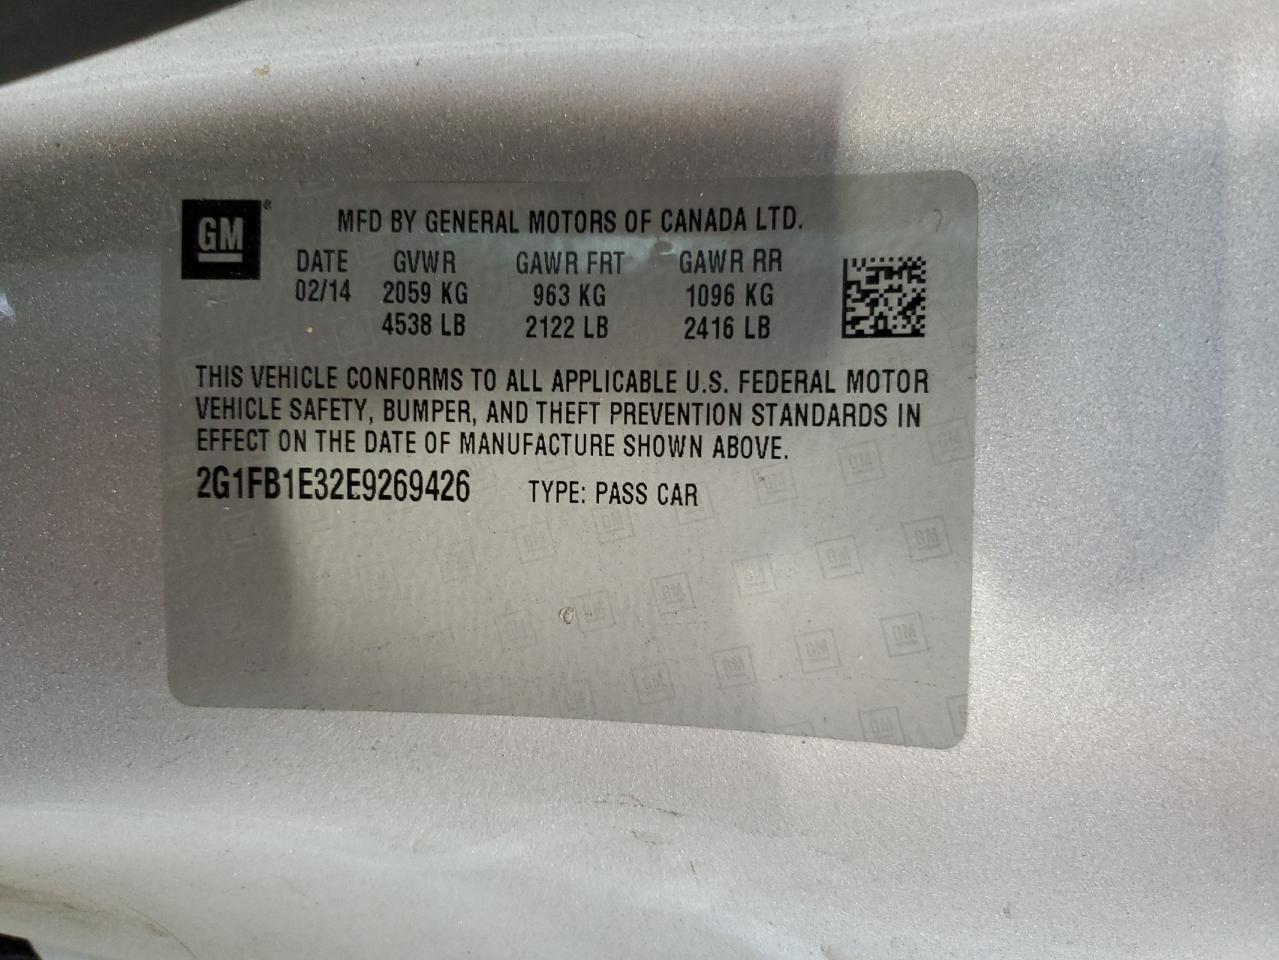 GM®
MFD BY GENERAL MOTORS OF CANADA LTD.
DATE GVWR GAWR FRT GAWR RR
02/14 2059 KG 963 KG 1096 KG
4538 LB 2122 LB 2416 LB
THIS VEHICLE CONFORMS TO ALL APPLICABLE U.S. FEDERAL MOTOR
VEHICLE SAFETY, BUMPER, AND THEFT PREVENTION STANDARDS IN
EFFECT ON THE DATE OF MANUFACTURE SHOWN ABOVE.
2G1FB1E32E9269426 TYPE: PASS CAR